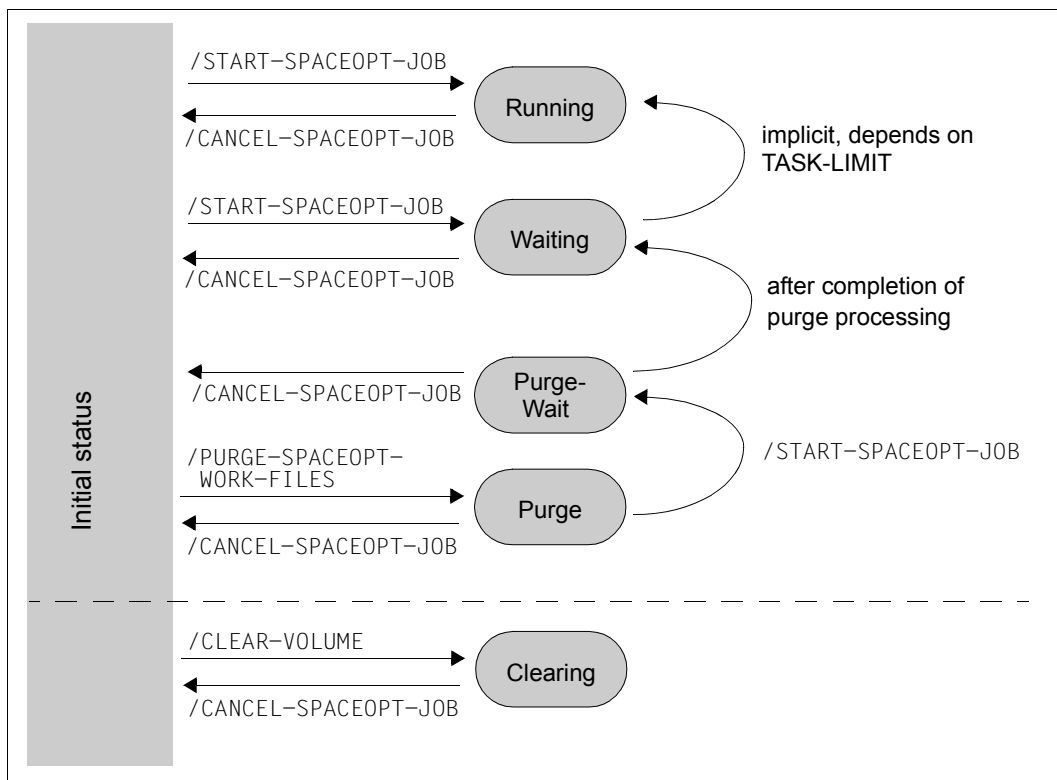 /START-SPACEOPT-JOB
Running
/CANCEL-SPACEOPT-JOB
implicit, depends on
TASK-LIMIT
/START-SPACEOPT-JOB
Waiting
/CANCEL-SPACEOPT-JOB
after completion of
purge processing
Purge-
Wait
/CANCEL-SPACEOPT-JOB
Initial status
/PURGE-SPACEOPT-
WORK-FILES
/START-SPACEOPT-JOB
Purge
/CANCEL-SPACEOPT-JOB
/CLEAR-VOLUME
Clearing
/CANCEL-SPACEOPT-JOB